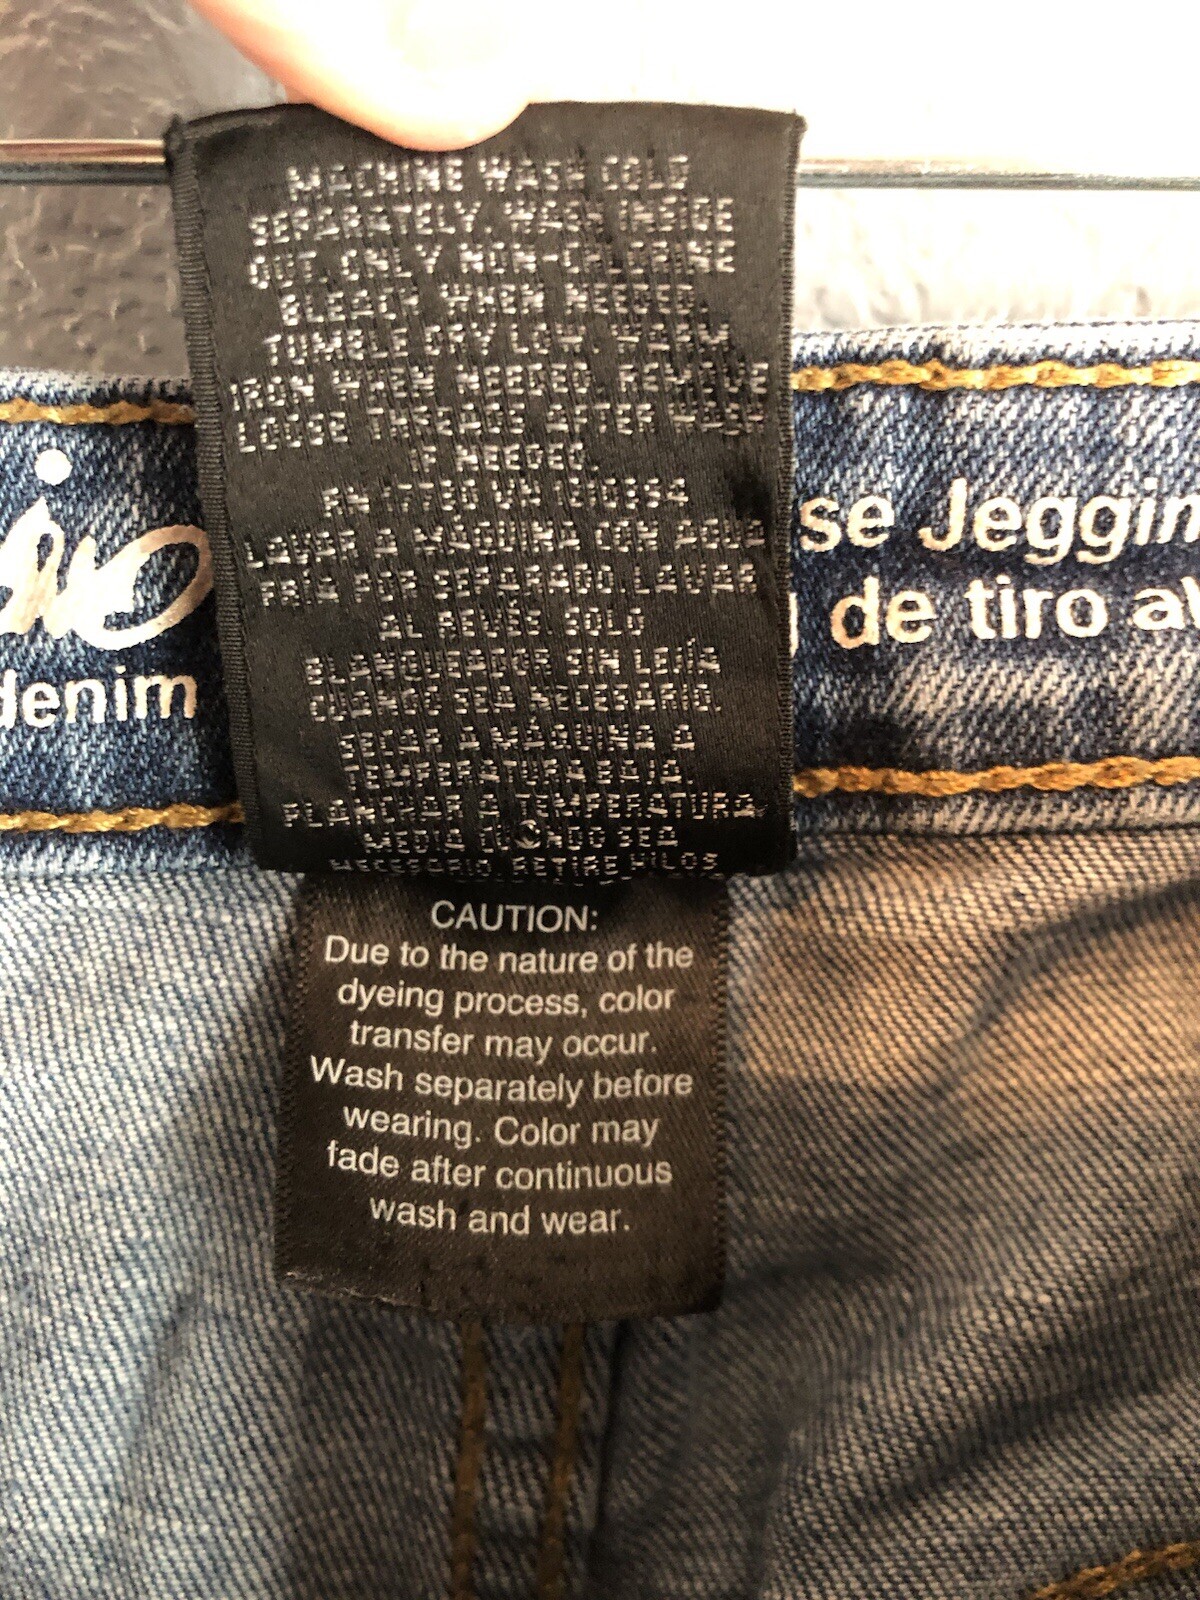 MACHINE WASH COLD
SEPARATELY. WASH INSIDE
OUT. ONLY NON-CHLORINE
BLEACH WHEN NEEDED.
TUMBLE DRY LOW. WARM
IRON WHEN NEEDED. REMOVE
LOOSE THREADS AFTER WASH
IF NEEDED.
RN
LAVAR A MÁQUINA CON AGUA
FRÍA POR SEPARADO. LAVAR
AL REVÉS. SOLO
BLANQUEADOR SIN LEJÍA
CUANDO SEA NECESARIO.
SECAR A MÁQUINA A
TEMPERATURA BAJA.
PLANCHAR A TEMPERATURA
MEDIA CUANDO SEA
NECESARIO. RETIRE HILOS
denim
se Jeggin
de tiro al
CAUTION:
Due to the nature of the
dyeing process, color
transfer may occur.
Wash separately before
wearing. Color may
fade after continuous
wash and wear.